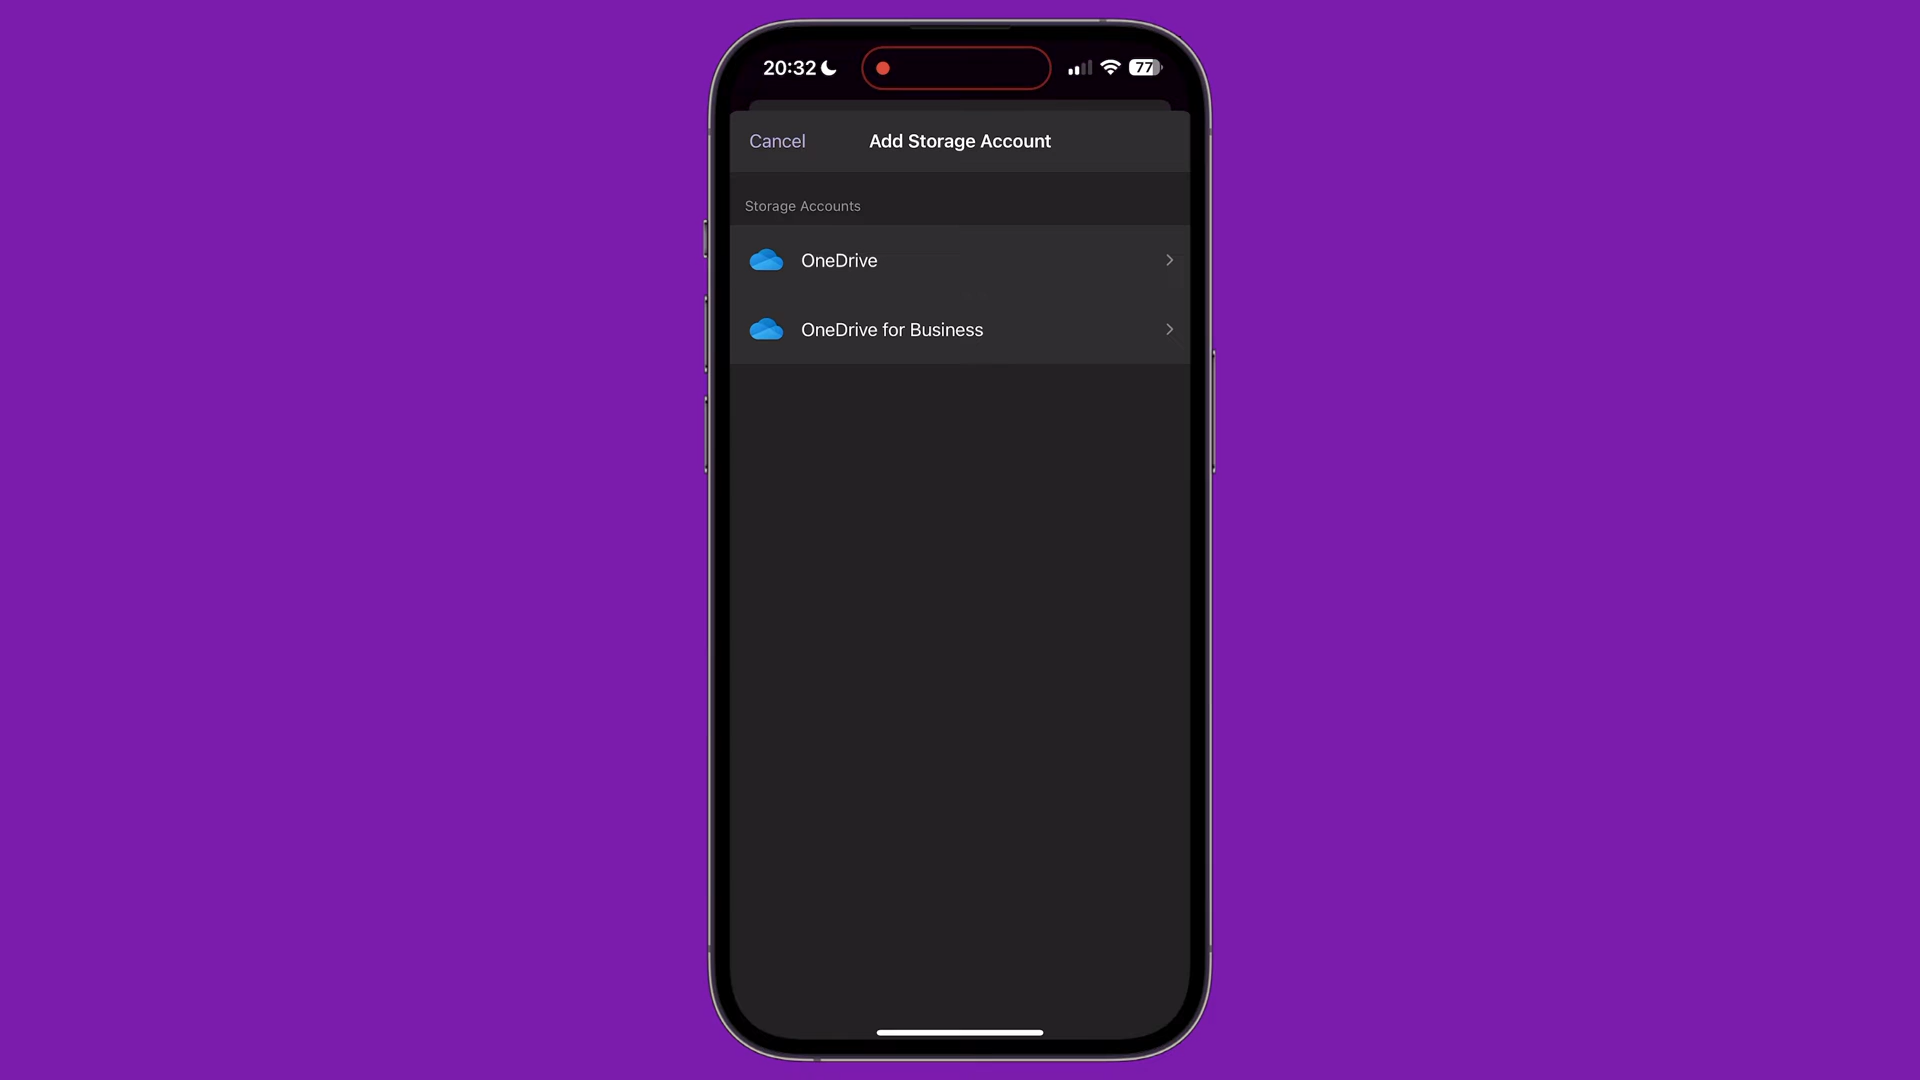 20:32
77
Cancel
Add Storage Account
Storage Accounts
OneDrive
OneDrive for Business